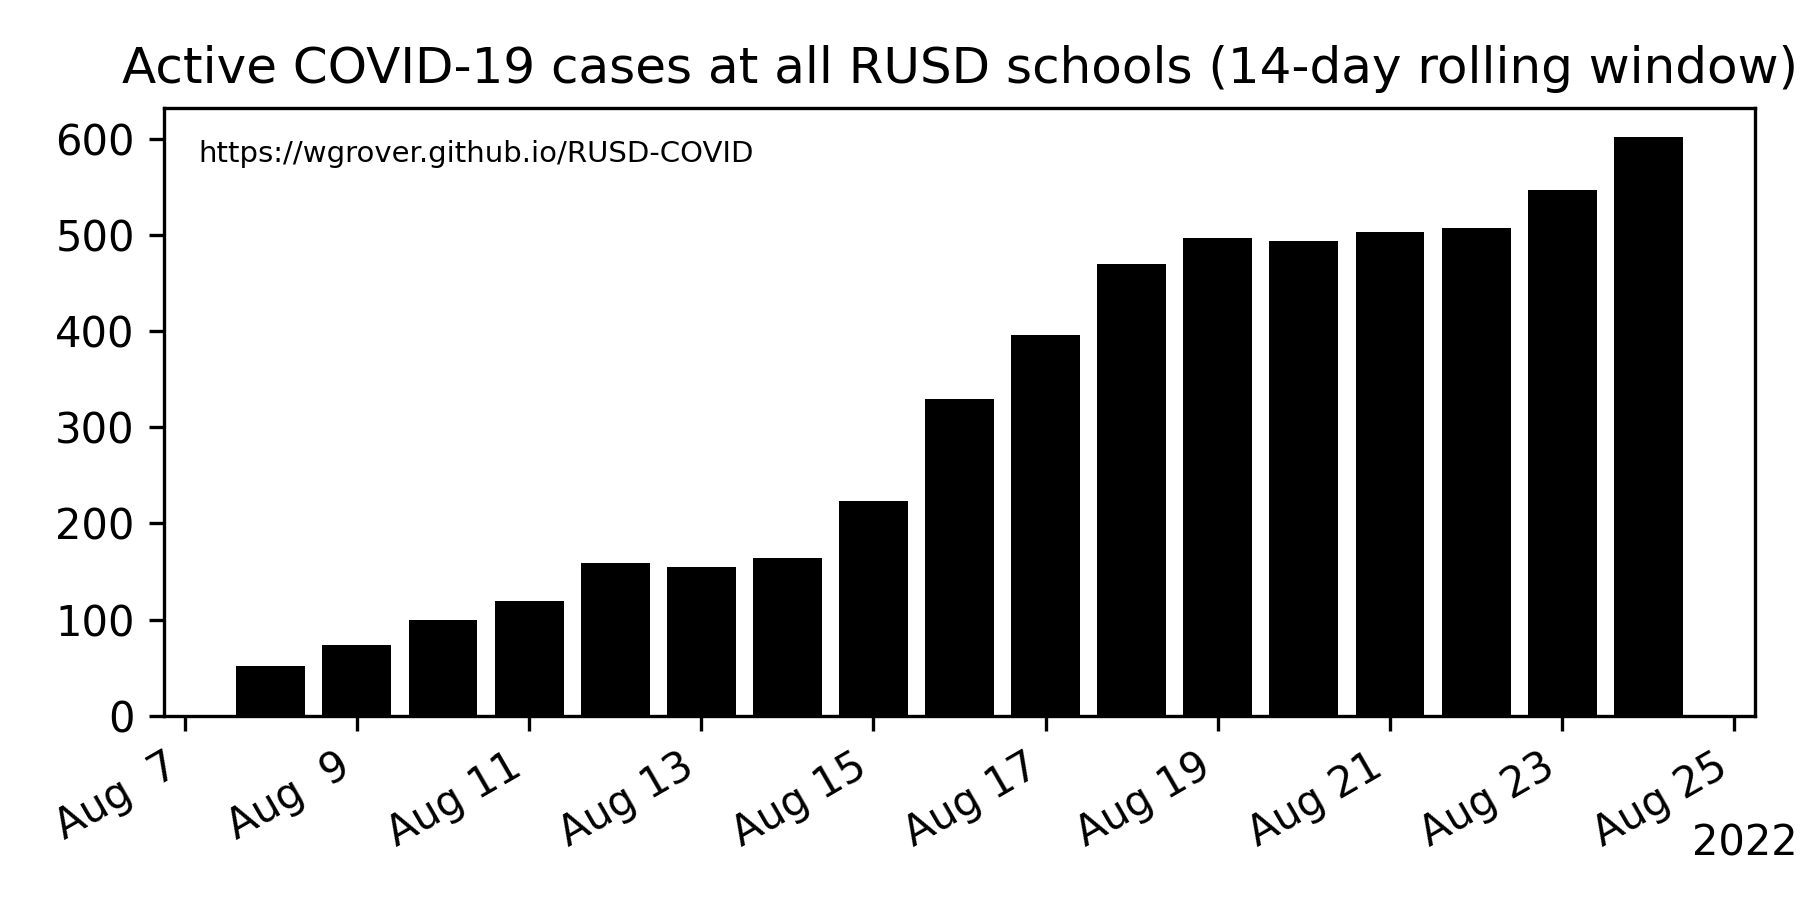 Active COVID-19 cases at all RUSD schools (14-day rolling window)
https://wgrover.github.io/RUSD-COVID
600
500
400
300
200
100
0
Aug 7
Aug 9
Aug 11
Aug 13
Aug 15
Aug 17
Aug 19
Aug 21
Aug 23
Aug 25
2022